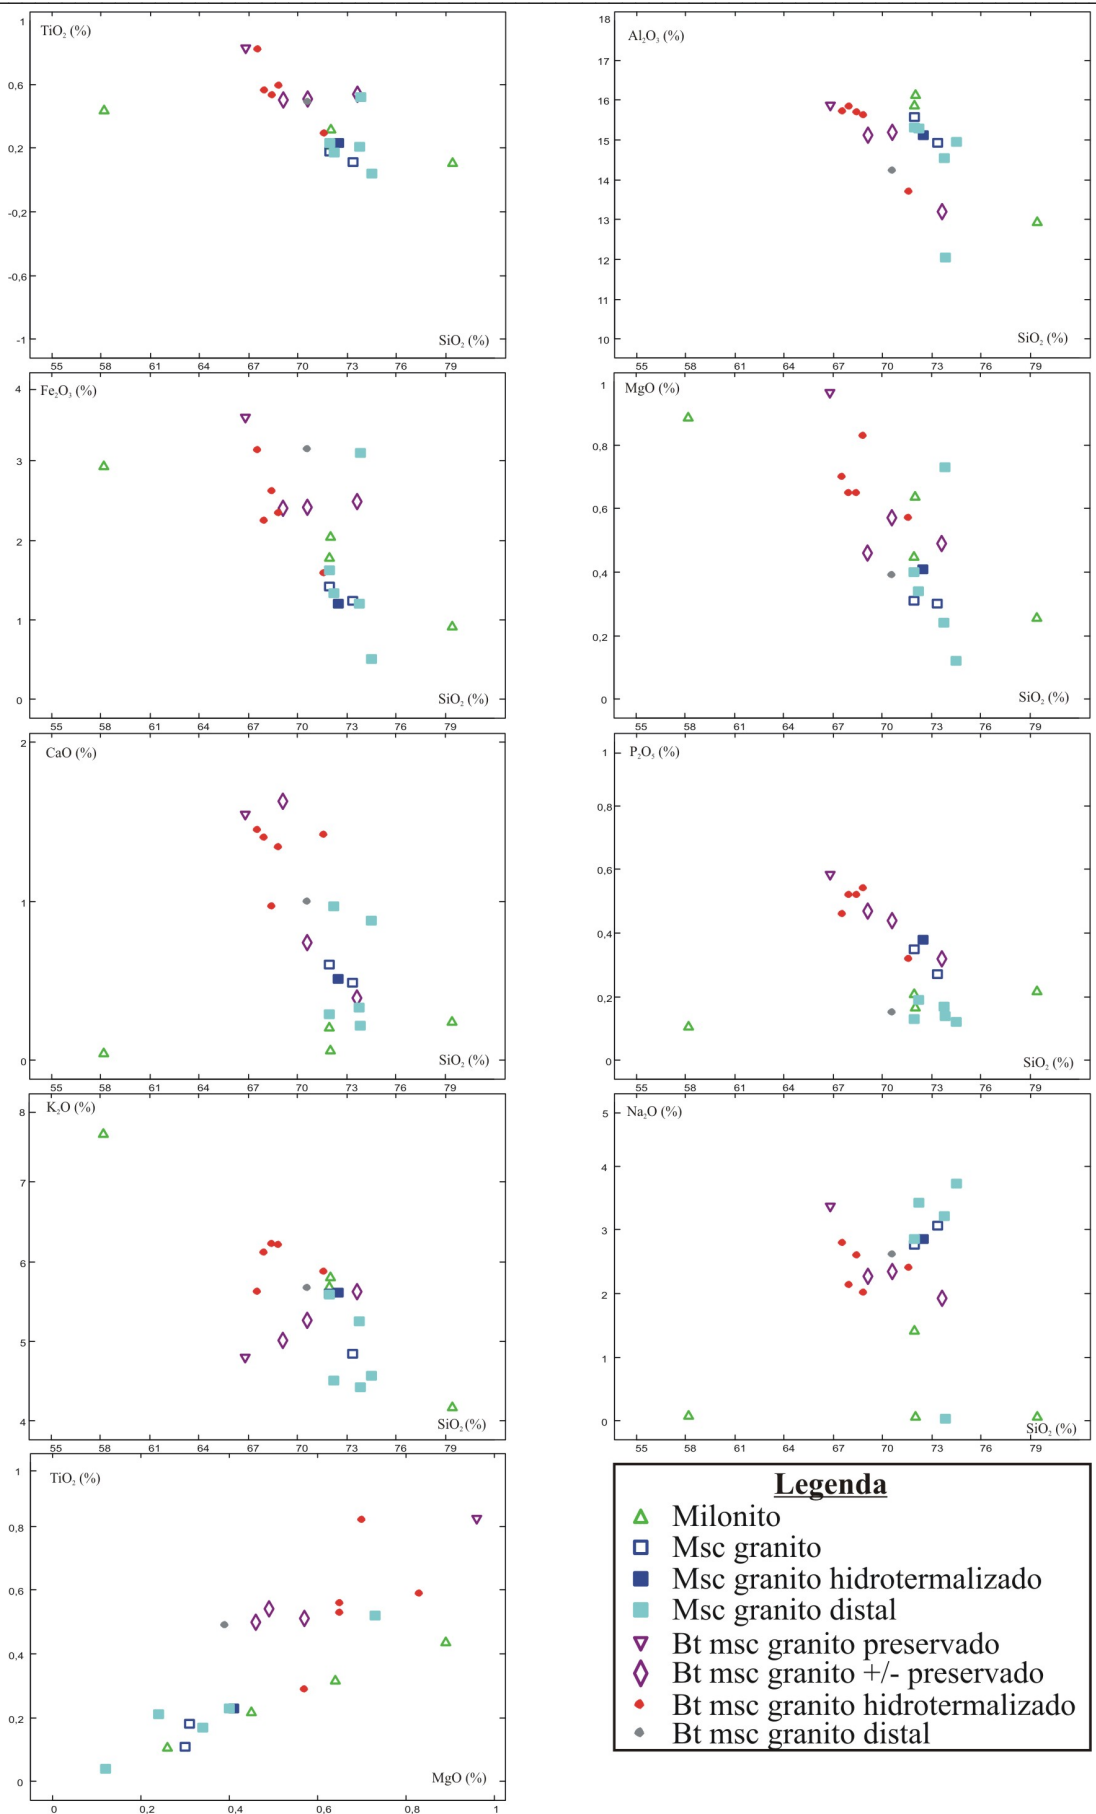 1
TiO₂ (%)
0,6
0,2
-0,2
-0,6
-1
SiO₂ (%)
55 58 61 64 67 70 73 76 79
18
Al₂O₃ (%)
17
16
15
14
13
12
11
10
SiO₂ (%)
55 58 61 64 67 70 73 76 79
4
Fe₂O₃ (%)
3
2
1
0
SiO₂ (%)
55 58 61 64 67 70 73 76 79
1
MgO (%)
0,8
0,6
0,4
0,2
0
SiO₂ (%)
55 58 61 64 67 70 73 76 79
2
CaO (%)
1
0
SiO₂ (%)
55 58 61 64 67 70 73 76 79
1
P₂O₅ (%)
0,8
0,6
0,4
0,2
0
SiO₂ (%)
55 58 61 64 67 70 73 76 79
8
K₂O (%)
7
6
5
4
SiO₂ (%)
55 58 61 64 67 70 73 76 79
5
Na₂O (%)
4
3
2
1
0
SiO₂ (%)
55 58 61 64 67 70 73 76 79
1
TiO₂ (%)
0,8
0,6
0,4
0,2
0
MgO (%)
0 0,2 0,4 0,6 0,8 1
Legenda
Milonito
Msc granito
Msc granito hidrotermalizado
Msc granito distal
Bt msc granito preservado
Bt msc granito +/- preservado
Bt msc granito hidrotermalizado
Bt msc granito distal